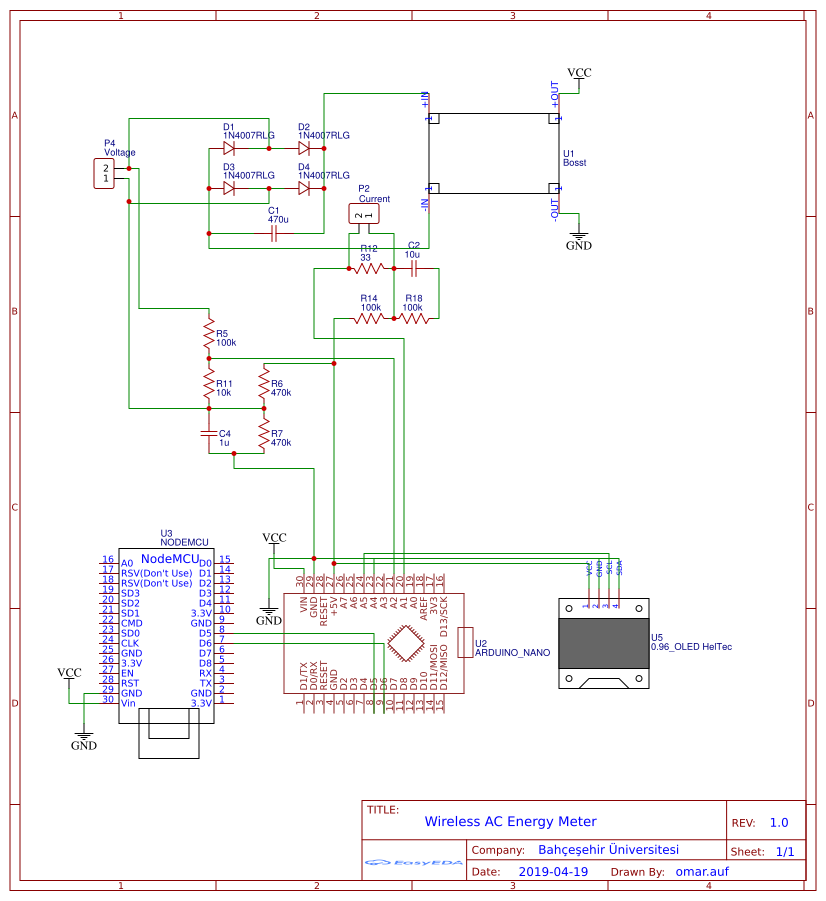 1 2 3 4
A A
B B
C C
D D
1 2 3 4
P4
Voltage
2
1
D1
1N4007RLG
D2
1N4007RLG
D3
1N4007RLG
D4
1N4007RLG
C1
470u
P2
Current
2 1
R12
33
C2
10u
R14
100k
R18
100k
+IN
1
-IN
1
+OUT
1
-OUT
1
VCC
U1
Bosst
GND
R5
100k
R11
10k
R6
470k
C4
1u
R7
470k
U3
NODEMCU
NodeMCU
16 A0 D0 15
17 RSV(Don't Use) D1 14
18 RSV(Don't Use) D2 13
19 SD3 D3 12
20 SD2 D4 11
21 SD1 3.3V 10
22 CMD GND 9
23 SD0 D5 8
24 CLK D6 7
25 GND D7 6
26 3.3V D8 5
27 EN RX 4
28 RST TX 3
29 GND GND 2
30 Vin 3.3V 1
VCC
GND
VCC
GND
30 29 28 27 26 25 24 23 22 21 20 19 18 17 16
VIN GND RESET +5V A7 A6 A5 A4 A3 A2 A1 A0 AREF 3V3 D13/SCK
D1/TX D0/RX RESET GND D2 D3 D4 D5 D6 D7 D8 D9 D10 D11/MOSI D12/MISO
1 2 3 4 5 6 7 8 9 10 11 12 13 14 15
U2
ARDUINO_NANO
VCC GND SCL SDA
1 2 3 4
U5
0.96_OLED HelTec
TITLE:
Wireless AC Energy Meter
REV: 1.0
EasyEDA
Company: Bahçeşehir Üniversitesi
Sheet: 1/1
Date: 2019-04-19 Drawn By: omar.auf